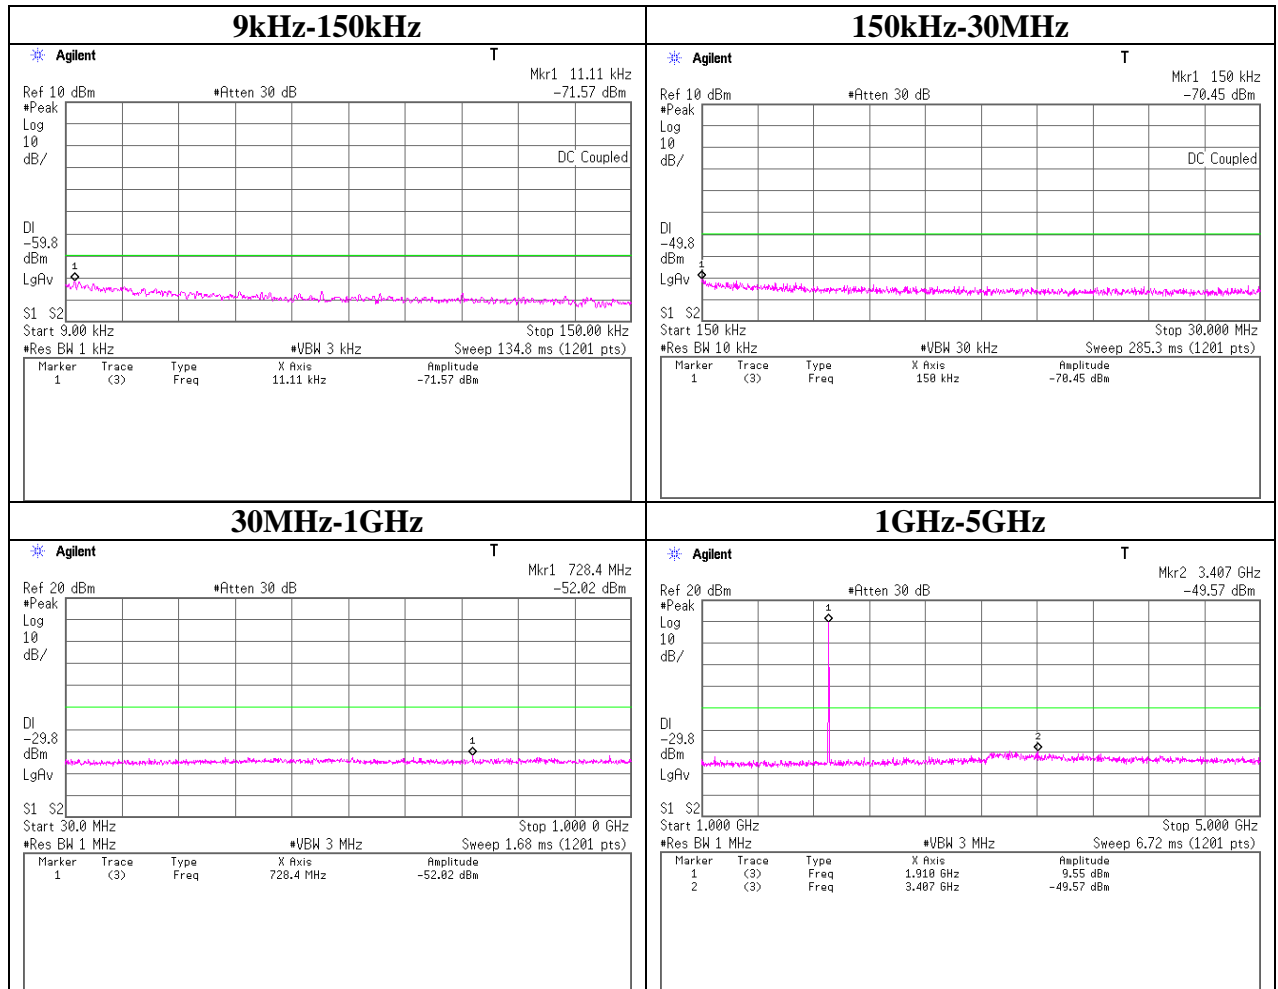 9kHz-150kHz
Agilent
T
Mkr1 11.11 kHz
Ref 10 dBm #Atten 30 dB -71.57 dBm
#Peak
Log
10
dB/
DC Coupled
DI
-59.8
dBm
LgAv
1
S1 S2
Start 9.00 kHz Stop 150.00 kHz
#Res BW 1 kHz #VBW 3 kHz Sweep 134.8 ms (1201 pts)
Marker Trace Type X Axis Amplitude
1 (3) Freq 11.11 kHz -71.57 dBm
150kHz-30MHz
Agilent
T
Mkr1 150 kHz
Ref 10 dBm #Atten 30 dB -70.45 dBm
#Peak
Log
10
dB/
DC Coupled
DI
-49.8
dBm
LgAv
1
S1 S2
Start 150 kHz Stop 30.000 MHz
#Res BW 10 kHz #VBW 30 kHz Sweep 285.3 ms (1201 pts)
Marker Trace Type X Axis Amplitude
1 (3) Freq 150 kHz -70.45 dBm
30MHz-1GHz
Agilent
T
Mkr1 728.4 MHz
Ref 20 dBm #Atten 30 dB -52.02 dBm
#Peak
Log
10
dB/
DI
-29.8
dBm
LgAv
1
S1 S2
Start 30.0 MHz Stop 1.000 0 GHz
#Res BW 1 MHz #VBW 3 MHz Sweep 1.68 ms (1201 pts)
Marker Trace Type X Axis Amplitude
1 (3) Freq 728.4 MHz -52.02 dBm
1GHz-5GHz
Agilent
T
Mkr2 3.407 GHz
Ref 20 dBm #Atten 30 dB -49.57 dBm
#Peak
1
Log
10
dB/
DI
-29.8
2
dBm
LgAv
S1 S2
Start 1.000 GHz Stop 5.000 GHz
#Res BW 1 MHz #VBW 3 MHz Sweep 6.72 ms (1201 pts)
Marker Trace Type X Axis Amplitude
1 (3) Freq 1.910 GHz 9.55 dBm
2 (3) Freq 3.407 GHz -49.57 dBm